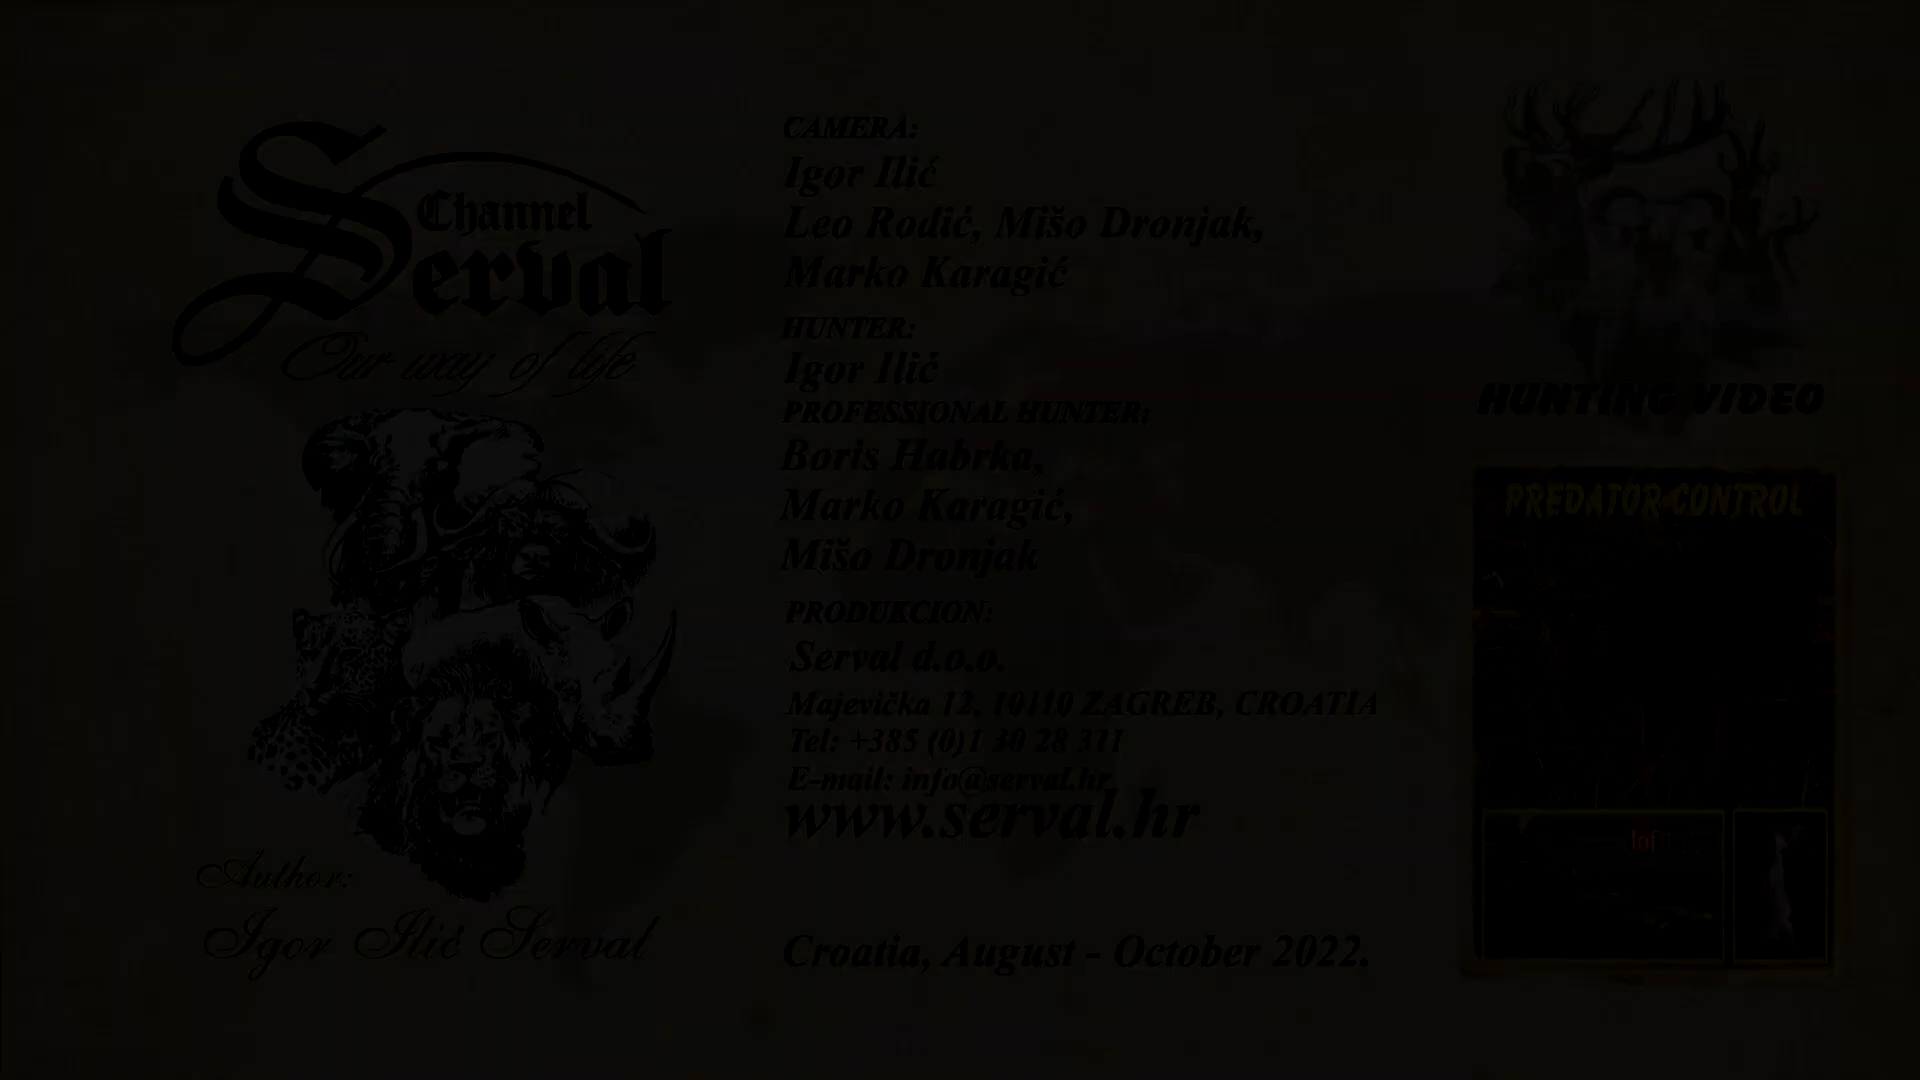 Channel
Serval
Our way of life
Author:
Igor Ilić Serval
CAMERA:
Igor Ilić
Leo Rodić, Mišo Dronjak,
Marko Karagić
HUNTER:
Igor Ilić
PROFESSIONAL HUNTER:
Boris Habrka,
Marko Karagić,
Mišo Dronjak
PRODUKCION:
Serval d.o.o.
Majevička 12, 10110 ZAGREB, CROATIA
Tel: +385 (0)1 30 28 311
E-mail: info@serval.hr
www.serval.hr
Croatia, August - October 2022.
HUNTING VIDEO
PREDATOR CONTROL